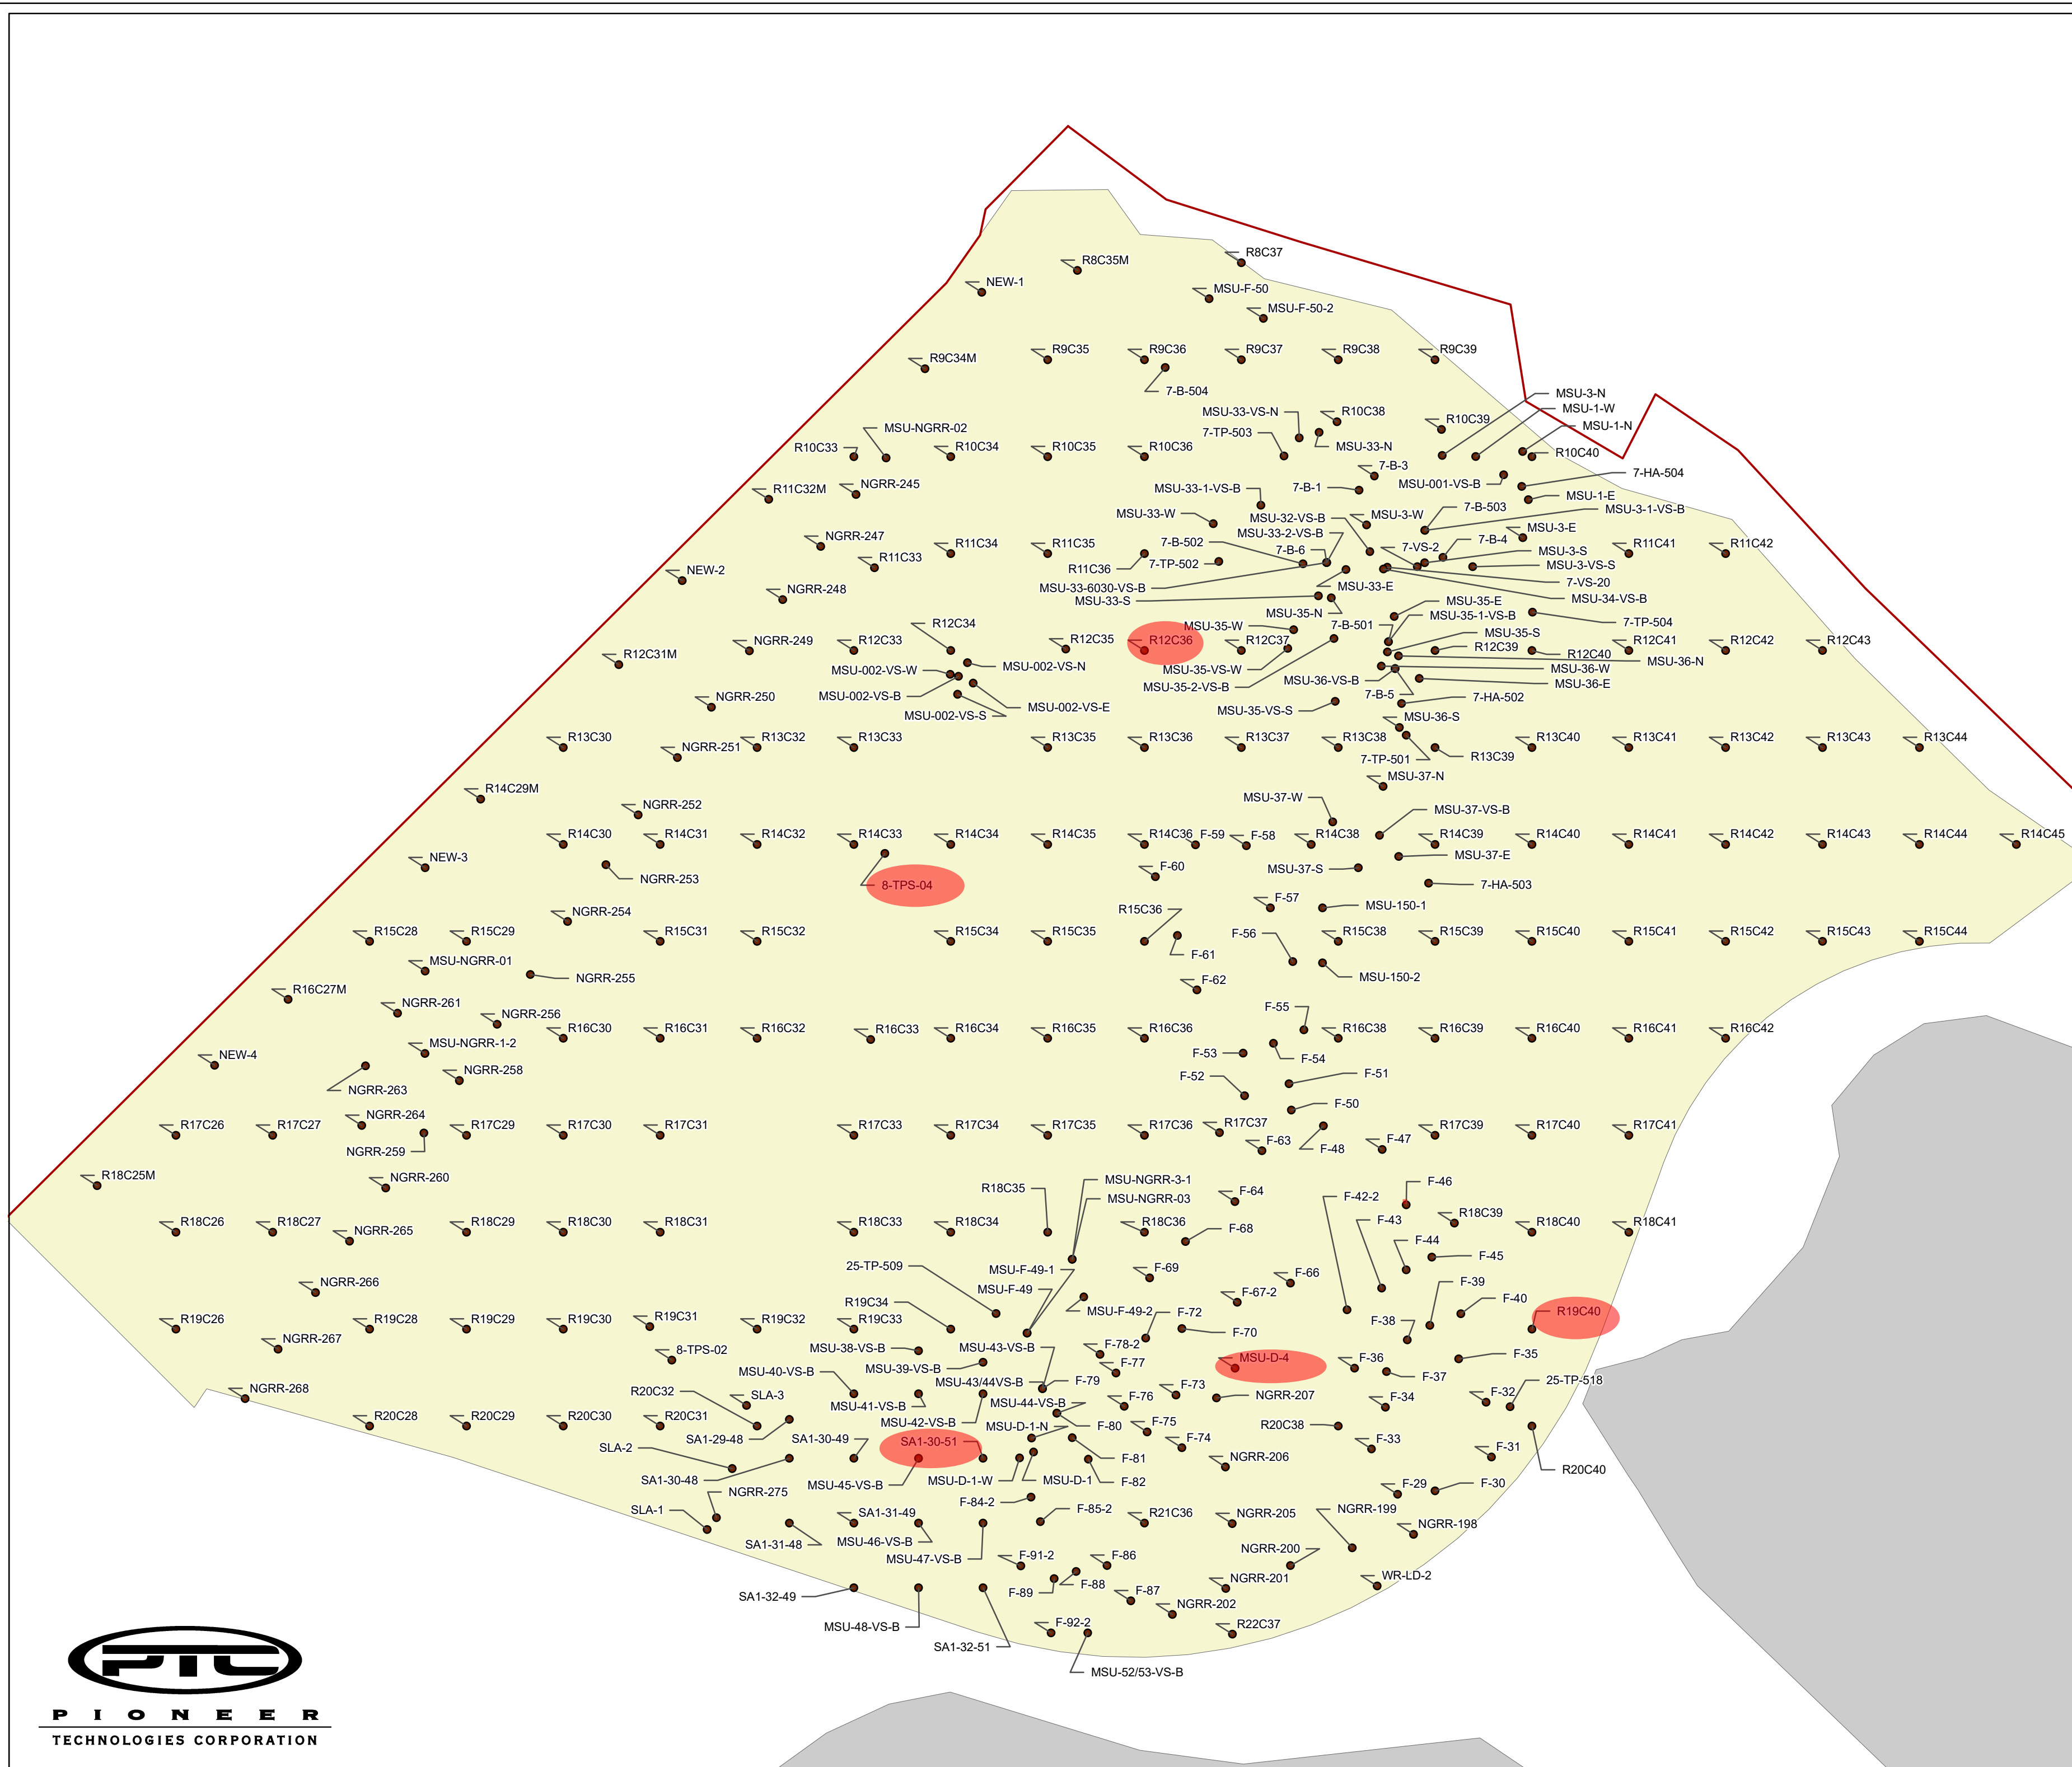 R8C37
R8C35M
NEW-1
MSU-F-50
MSU-F-50-2
R9C34M
R9C35
R9C36
R9C37
R9C38
R9C39
7-B-504
MSU-3-N
MSU-1-W
MSU-1-N
MSU-33-VS-N
R10C38
R10C39
MSU-NGRR-02
7-TP-503
R10C33
R10C34
R10C35
R10C36
MSU-33-N
R10C40
7-B-3
7-HA-504
R11C32M
NGRR-245
MSU-33-1-VS-B
7-B-1
MSU-001-VS-B
MSU-1-E
MSU-33-W
MSU-32-VS-B
MSU-3-W
7-B-503
MSU-3-1-VS-B
NGRR-247
MSU-33-2-VS-B
MSU-3-E
R11C33
R11C34
R11C35
7-B-502
7-B-6
7-VS-2
7-B-4
MSU-3-S
R11C41
R11C42
NEW-2
R11C36
7-TP-502
MSU-3-VS-S
NGRR-248
MSU-33-6030-VS-B
MSU-33-E
7-VS-20
MSU-33-S
MSU-34-VS-B
MSU-35-N
MSU-35-E
MSU-35-1-VS-B
R12C34
MSU-35-W
7-B-501
7-TP-504
MSU-35-S
R12C31M
NGRR-249
R12C33
R12C35
R12C36
R12C37
R12C39
R12C40
R12C41
R12C42
R12C43
MSU-36-N
MSU-002-VS-W
MSU-002-VS-N
MSU-35-VS-W
MSU-36-W
MSU-35-2-VS-B
MSU-36-VS-B
MSU-36-E
NGRR-250
MSU-002-VS-B
MSU-002-VS-E
7-B-5
7-HA-502
MSU-002-VS-S
MSU-35-VS-S
MSU-36-S
R13C30
NGRR-251
R13C32
R13C33
R13C35
R13C36
R13C37
R13C38
7-TP-501
R13C39
R13C40
R13C41
R13C42
R13C43
R13C44
R14C29M
NGRR-252
MSU-37-N
MSU-37-W
MSU-37-VS-B
R14C30
R14C31
R14C32
R14C33
R14C34
R14C35
R14C36
F-59
F-58
R14C38
R14C39
R14C40
R14C41
R14C42
R14C43
R14C44
R14C45
NEW-3
NGRR-253
8-TPS-04
F-60
MSU-37-S
MSU-37-E
7-HA-503
NGRR-254
R15C36
F-57
MSU-150-1
R15C28
R15C29
R15C31
R15C32
R15C34
R15C35
F-61
F-56
R15C38
R15C39
R15C40
R15C41
R15C42
R15C43
R15C44
MSU-NGRR-01
NGRR-255
MSU-150-2
R16C27M
NGRR-261
NGRR-256
F-62
F-55
R16C30
R16C31
R16C32
R16C33
R16C34
R16C35
R16C36
R16C38
R16C39
R16C40
R16C41
R16C42
NEW-4
MSU-NGRR-1-2
F-53
F-54
NGRR-263
NGRR-258
F-52
F-51
F-50
R17C26
R17C27
NGRR-264
R17C29
R17C30
R17C31
R17C33
R17C34
R17C35
R17C36
R17C37
R17C39
R17C40
R17C41
NGRR-259
F-63
F-48
F-47
R18C25M
NGRR-260
R18C35
MSU-NGRR-3-1
MSU-NGRR-03
F-64
F-42-2
F-46
R18C26
R18C27
NGRR-265
R18C29
R18C30
R18C31
R18C33
R18C34
R18C36
F-68
F-43
R18C39
R18C40
R18C41
F-44
F-45
25-TP-509
MSU-F-49-1
F-69
F-66
NGRR-266
MSU-F-49
F-67-2
F-39
F-40
R19C26
R19C28
R19C29
R19C30
R19C31
R19C32
R19C34
R19C33
MSU-F-49-2
F-72
F-70
F-38
R19C40
NGRR-267
8-TPS-02
MSU-38-VS-B
MSU-43-VS-B
F-78-2
MSU-D-4
F-36
F-35
MSU-40-VS-B
MSU-39-VS-B
F-77
F-37
NGRR-268
R20C32
SLA-3
MSU-43/44VS-B
F-79
F-73
NGRR-207
F-34
F-32
25-TP-518
MSU-41-VS-B
MSU-44-VS-B
F-76
R20C28
R20C29
R20C30
R20C31
MSU-42-VS-B
MSU-D-1-N
F-80
F-75
R20C38
SLA-2
SA1-29-48
SA1-30-49
SA1-30-51
F-74
F-33
F-31
R20C40
SA1-30-48
MSU-45-VS-B
MSU-D-1-W
MSU-D-1
F-81
F-82
NGRR-206
F-29
F-30
NGRR-275
SLA-1
SA1-31-49
F-84-2
F-85-2
R21C36
NGRR-205
NGRR-199
NGRR-198
SA1-31-48
MSU-46-VS-B
MSU-47-VS-B
F-91-2
F-86
NGRR-200
SA1-32-49
F-89
F-88
F-87
NGRR-201
WR-LD-2
NGRR-202
MSU-48-VS-B
SA1-32-51
F-92-2
R22C37
MSU-52/53-VS-B
PTC
PIONEER
TECHNOLOGIES CORPORATION